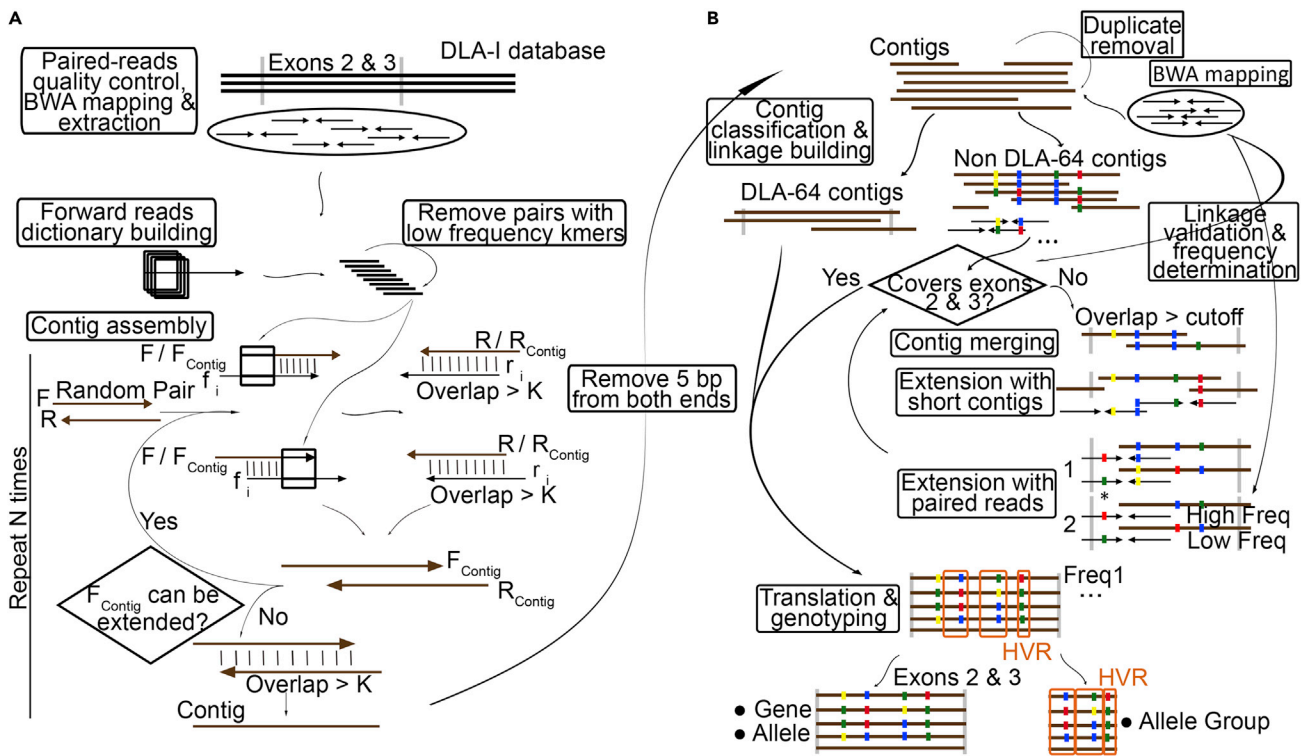 A
Paired-reads
quality control,
BWA mapping &
extraction
Exons 2 & 3
DLA-I database
Forward reads
dictionary building
Remove pairs with
low frequency kmers
Contig assembly
F / F Contig
f i
R / R Contig
r i
Overlap > K
Random Pair
F
R
F / F Contig
f i
R / R Contig
r i
Overlap > K
Repeat N times
Yes
F Contig
R Contig
F Contig can be
extended?
No
Overlap > K
Contig
Remove 5 bp
from both ends
B
Contigs
Duplicate
removal
BWA mapping
Contig
classification &
linkage building
Non DLA-64 contigs
DLA-64 contigs
...
Linkage
validation &
frequency
determination
Yes
Covers exons
2 & 3?
No
Overlap > cutoff
Contig merging
Extension with
short contigs
Extension with
paired reads
1
*
2
High Freq
Low Freq
Translation &
genotyping
Freq1
...
HVR
Exons 2 & 3
HVR
● Gene
● Allele
● Allele Group